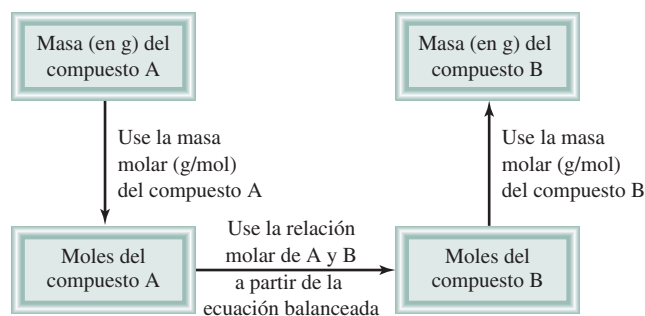 Masa (en g) del
compuesto A
Masa (en g) del
compuesto B
Use la masa
molar (g/mol)
del compuesto A
Use la masa
molar (g/mol)
del compuesto B
Moles del
compuesto A
Use la relación
molar de A y B
a partir de la
ecuación balanceada
Moles del
compuesto B